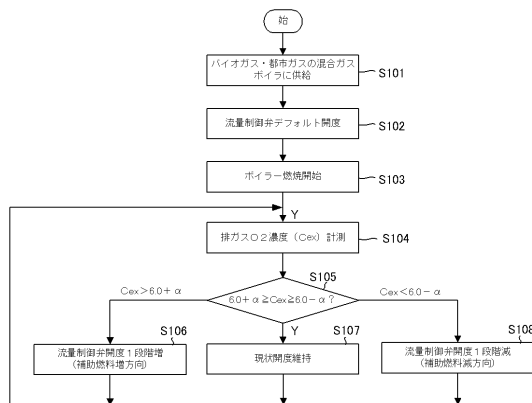 始
バイオガス・都市ガスの混合ガス
ボイラに供給
S101
流量制御弁デフォルト開度
S102
ボイラー燃焼開始
S103
Y
排ガスO2濃度（Cex）計測
S104
S105
Cex＞6.0＋α
6.0＋α≧Cex≧6.0－α？
Cex＜6.0－α
S106
Y
S107
S108
流量制御弁開度１段階増
(補助燃料増方向)
現状開度維持
流量制御弁開度１段階減
(補助燃料減方向)